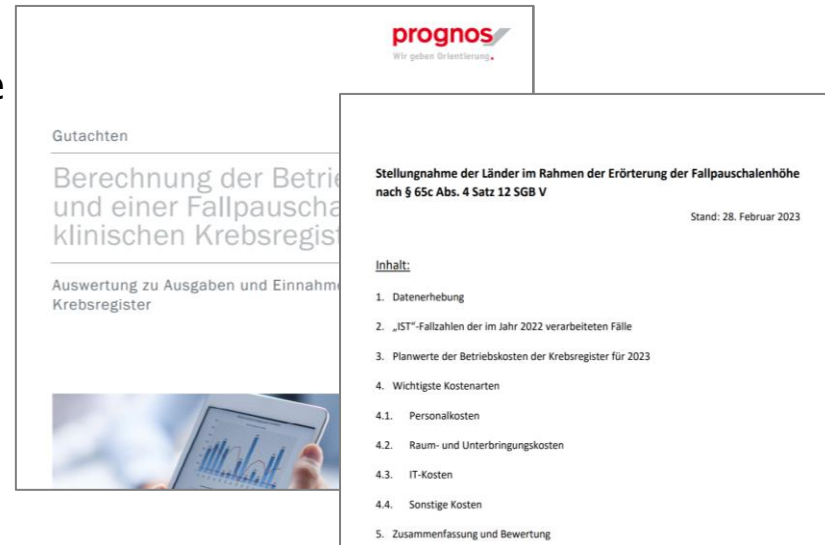 prognos
Wir geben Orientierung.
e
Gutachten
Berechnung der Betrie
und einer Fallpauscha
klinischen Krebsregist
Auswertung zu Ausgaben und Einnahme
Krebsregister
Stellungnahme der Länder im Rahmen der Erörterung der Fallpauschalenhöhe
nach § 65c Abs. 4 Satz 12 SGB V
Stand: 28. Februar 2023
Inhalt:
1. Datenerhebung
2. „IST"-Fallzahlen der im Jahr 2022 verarbeiteten Fälle
3. Planwerte der Betriebskosten der Krebsregister für 2023
4. Wichtigste Kostenarten
4.1. Personalkosten
4.2. Raum- und Unterbringungskosten
4.3. IT-Kosten
4.4. Sonstige Kosten
5. Zusammenfassung und Bewertung